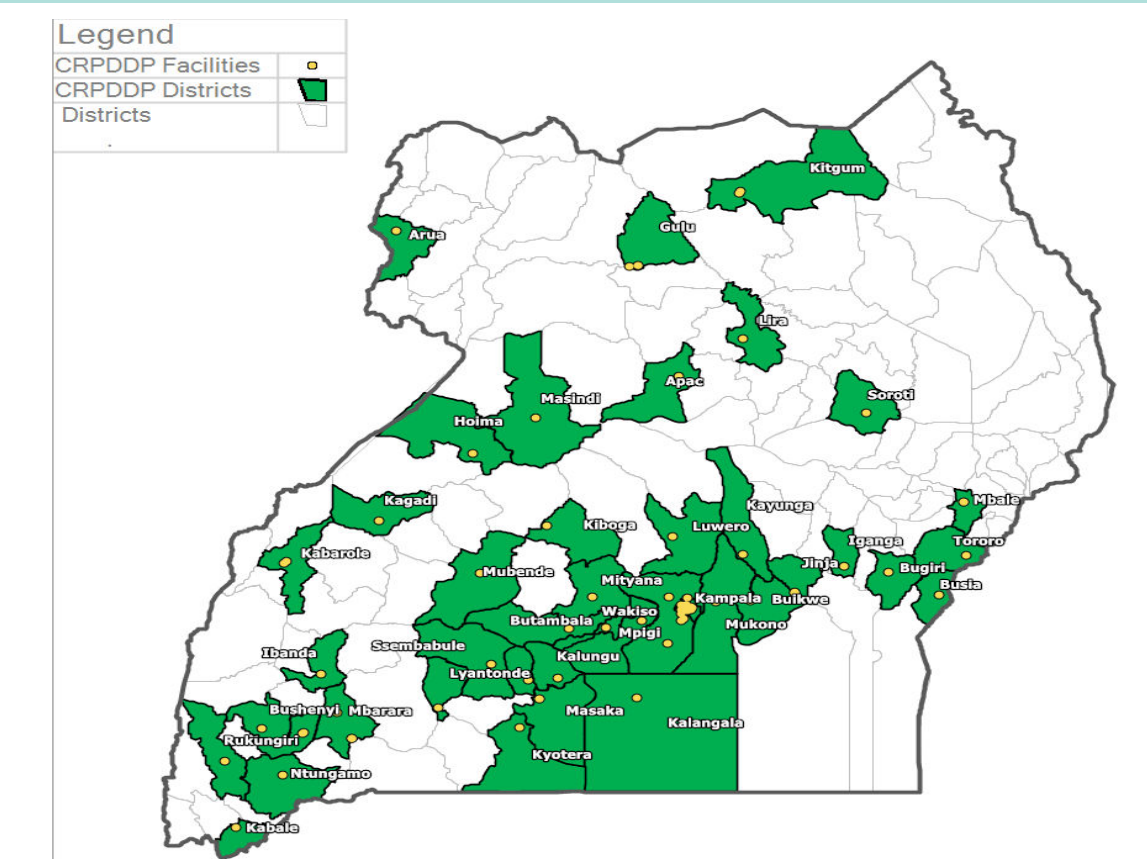 Legend
CRPDDP Facilities
CRPDDP Districts
Districts
.
Kitgum
Gulu
Arua
Lira
Apac
Soroti
Masindi
Hoima
Kagadi
Mbale
Kayunga
Kiboga
Luwero
Iganga
Tororo
Kabarole
Jinja
Bugiri
Mubende
Mityana
Busia
Kampala
Buikwe
Wakiso
Butambala
Mukono
Mpigi
Ssembabule
Ibanda
Kalungu
Lyantonde
Bushenyi
Mbarara
Masaka
Kalangala
Rukungiri
Kyotera
Ntungamo
Kabale